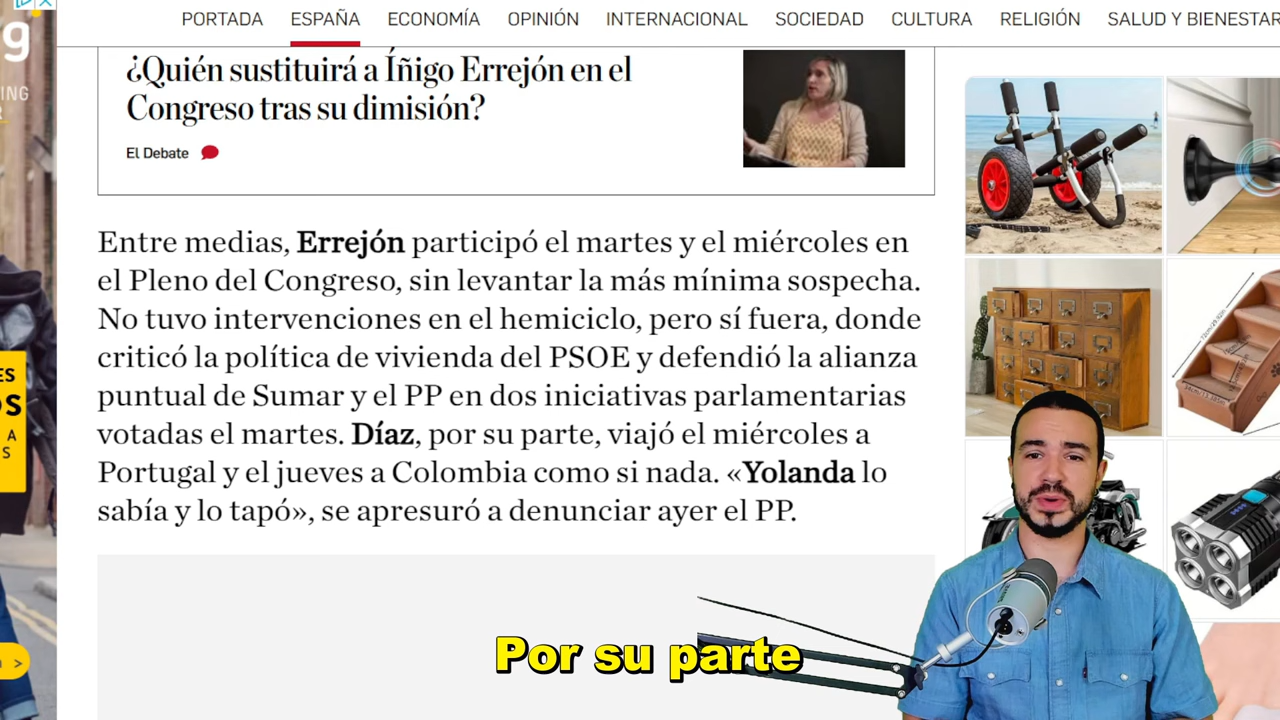 PORTADA ESPAÑA ECONOMÍA OPINIÓN INTERNACIONAL SOCIEDAD CULTURA RELIGIÓN SALUD Y BIENESTAR
¿Quién sustituirá a Íñigo Errejón en el
Congreso tras su dimisión?
El Debate
Entre medias, Errejón participó el martes y el miércoles en
el Pleno del Congreso, sin levantar la más mínima sospecha.
No tuvo intervenciones en el hemiciclo, pero sí fuera, donde
criticó la política de vivienda del PSOE y defendió la alianza
puntual de Sumar y el PP en dos iniciativas parlamentarias
votadas el martes. Díaz, por su parte, viajó el miércoles a
Portugal y el jueves a Colombia como si nada. «Yolanda lo
sabía y lo tapó», se apresuró a denunciar ayer el PP.
Por su parte